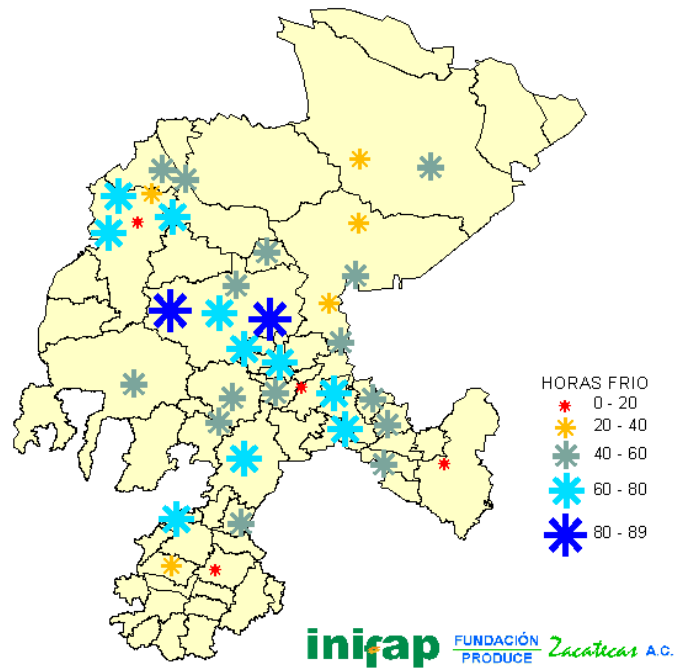 HORAS FRIO
0 - 20
20 - 40
40 - 60
60 - 80
80 - 89
inifap
FUNDACIÓN
PRODUCE
Zacatecas A.C.